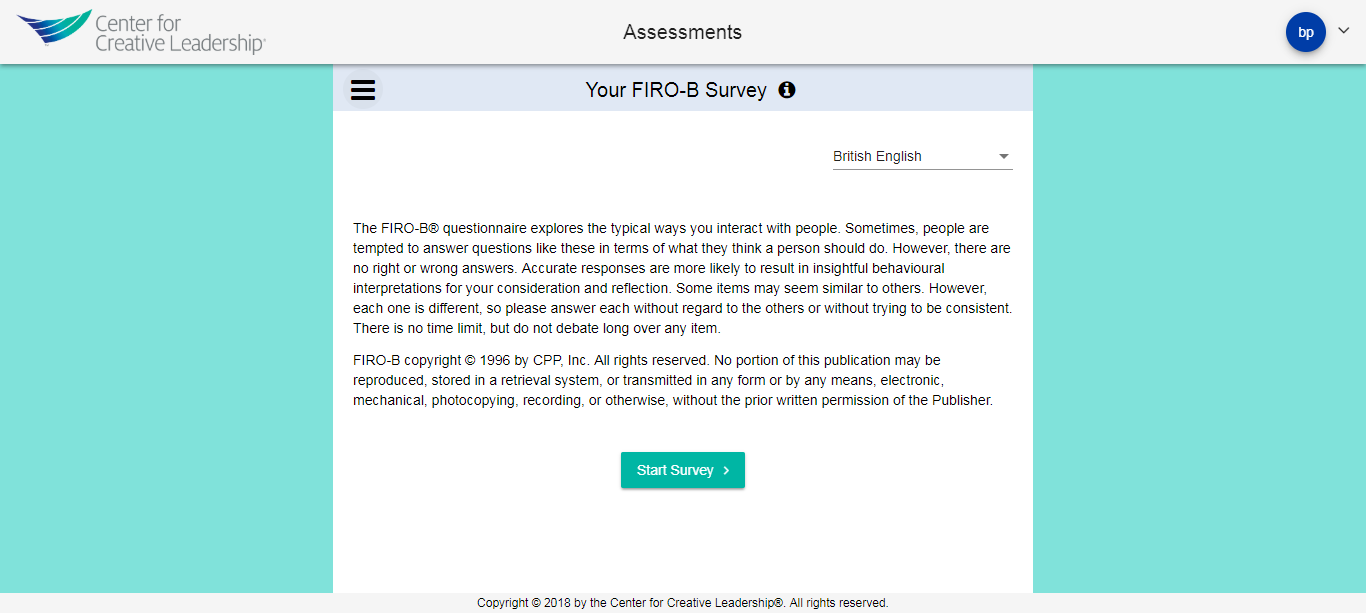 Center for
Creative Leadership®
Assessments
bp
Your FIRO-B Survey
British English
The FIRO-B® questionnaire explores the typical ways you interact with people. Sometimes, people are
tempted to answer questions like these in terms of what they think a person should do. However, there are
no right or wrong answers. Accurate responses are more likely to result in insightful behavioural
interpretations for your consideration and reflection. Some items may seem similar to others. However,
each one is different, so please answer each without regard to the others or without trying to be consistent.
There is no time limit, but do not debate long over any item.
FIRO-B copyright © 1996 by CPP, Inc. All rights reserved. No portion of this publication may be
reproduced, stored in a retrieval system, or transmitted in any form or by any means, electronic,
mechanical, photocopying, recording, or otherwise, without the prior written permission of the Publisher.
Start Survey
Copyright © 2018 by the Center for Creative Leadership®. All rights reserved.